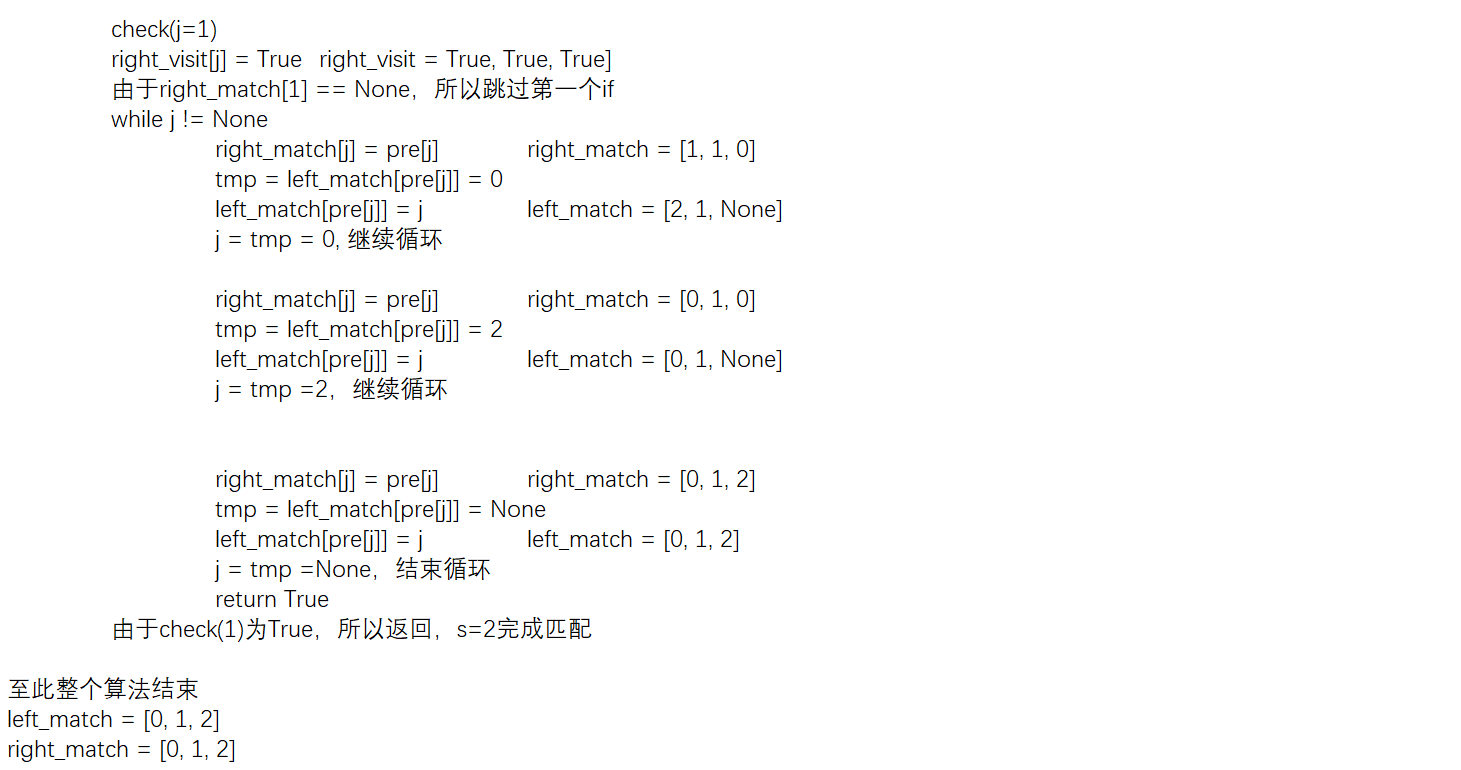 check(j=1)
right_visit[j] = True right_visit = True, True, True]
由于right_match[1] == None，所以跳过第一个if
while j != None
right_match[j] = pre[j] right_match = [1, 1, 0]
tmp = left_match[pre[j]] = 0
left_match[pre[j]] = j left_match = [2, 1, None]
j = tmp = 0, 继续循环
right_match[j] = pre[j] right_match = [0, 1, 0]
tmp = left_match[pre[j]] = 2
left_match[pre[j]] = j left_match = [0, 1, None]
j = tmp =2，继续循环
right_match[j] = pre[j] right_match = [0, 1, 2]
tmp = left_match[pre[j]] = None
left_match[pre[j]] = j left_match = [0, 1, 2]
j = tmp =None，结束循环
return True
由于check(1)为True，所以返回，s=2完成匹配
至此整个算法结束
left_match = [0, 1, 2]
right_match = [0, 1, 2]